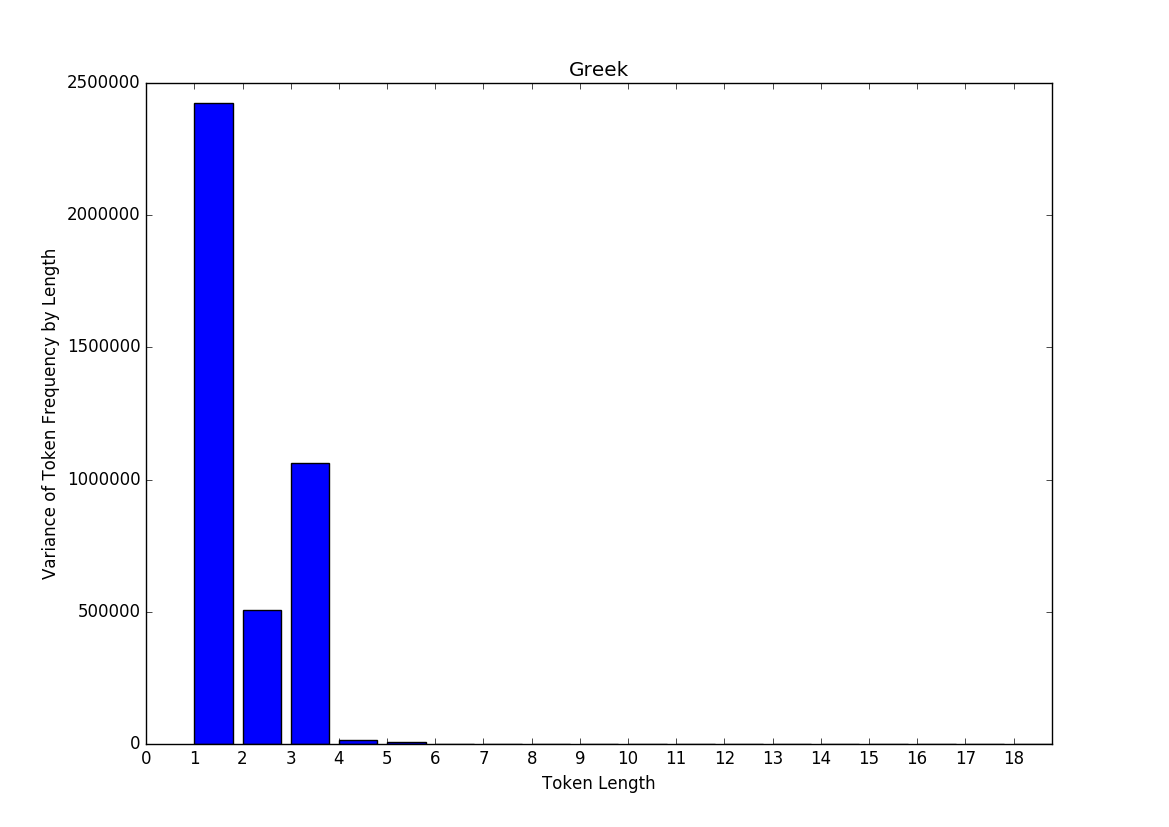 Greek
2500000
2000000
1500000
1000000
500000
0
Variance of Token Frequency by Length
0 1 2 3 4 5 6 7 8 9 10 11 12 13 14 15 16 17 18
Token Length